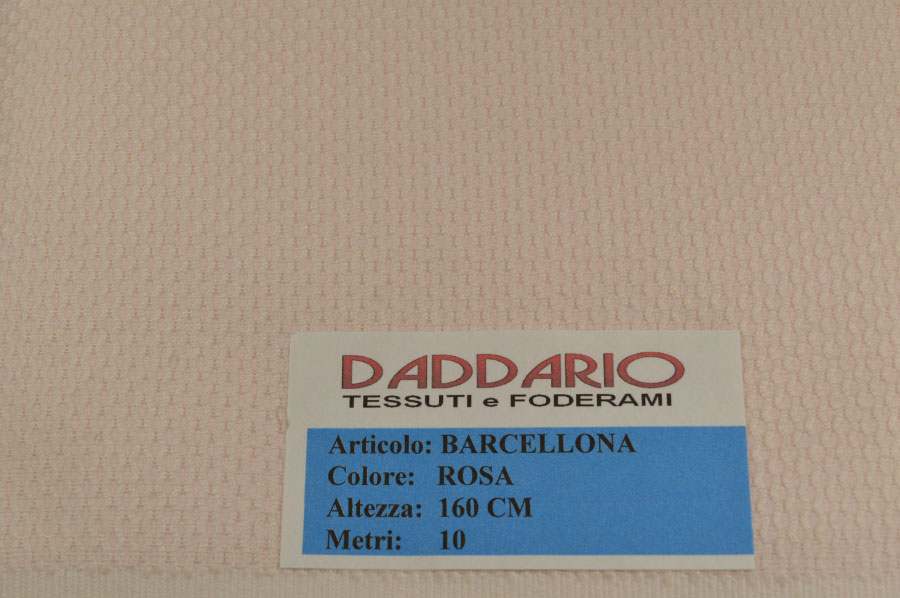 DADDARIO
TESSUTI e FODERAMI
Articolo: BARCELLONA
Colore: ROSA
Altezza: 160 CM
Metri: 10